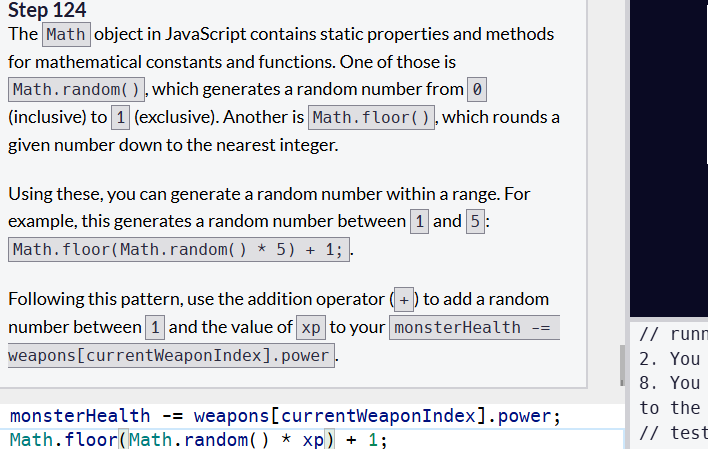 Step 124
The Math object in JavaScript contains static properties and methods
for mathematical constants and functions. One of those is
Math.random(), which generates a random number from 0
(inclusive) to 1 (exclusive). Another is Math.floor(), which rounds a
given number down to the nearest integer.
Using these, you can generate a random number within a range. For
example, this generates a random number between 1 and 5:
Math.floor(Math.random() * 5) + 1;.
Following this pattern, use the addition operator (+) to add a random
number between 1 and the value of xp to your monsterHealth -=
weapons[currentWeaponIndex].power.
monsterHealth -= weapons[currentWeaponIndex].power;
Math.floor(Math.random() * xp) + 1;
// runn
2. You
8. You
to the
// test